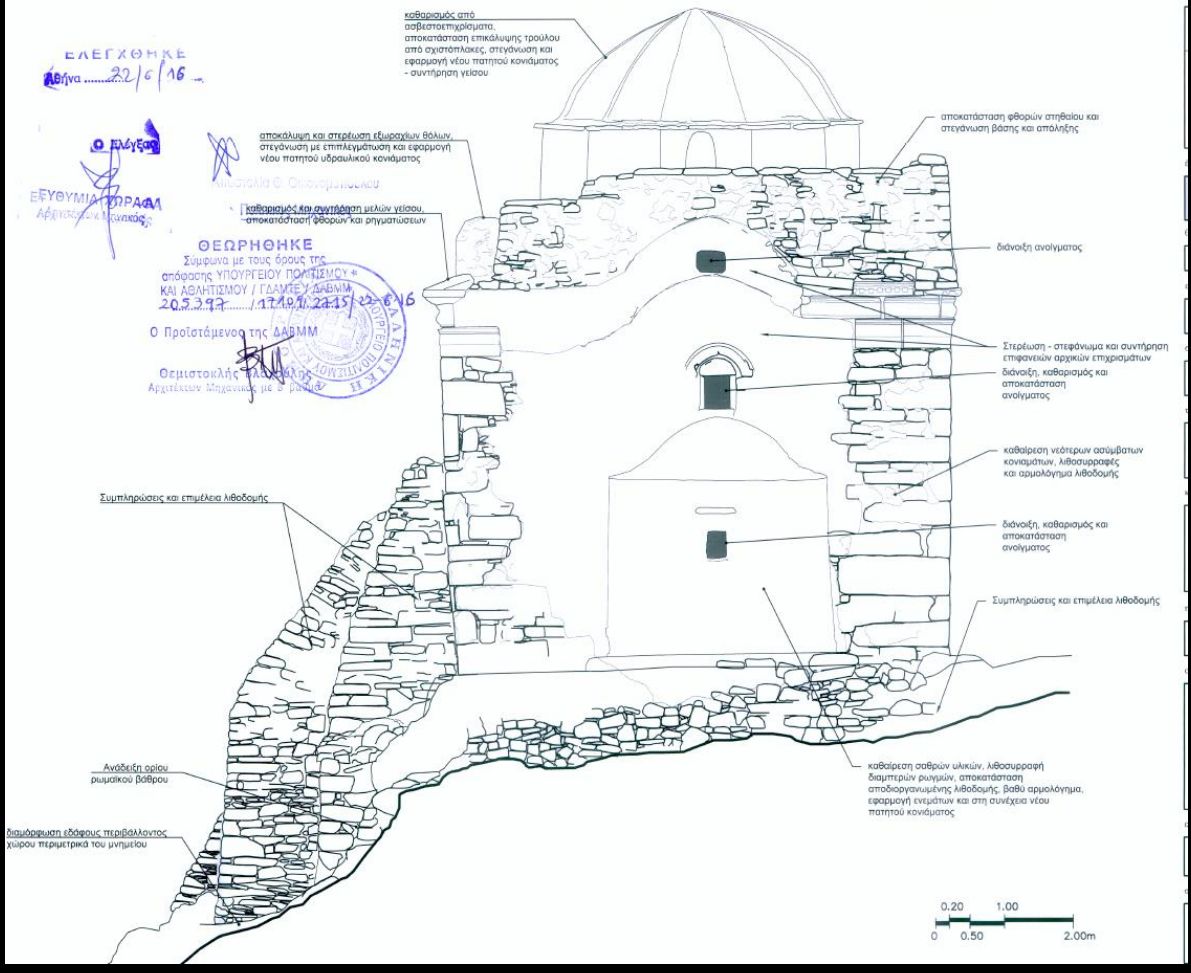 ΕΛΕΓΧΘΗΚΕ
Αθήνα 22/6/16
Ο Ελέγξας
ΕΥΘΥΜΙΑ
ΘΕΩΡΗΘΗΚΕ
Σύμφωνα με τους όρους της
απόφασης ΥΠΟΥΡΓΕΙΟΥ ΠΟΛΙΤΙΣΜΟΥ
ΚΑΙ ΑΘΛΗΤΙΣΜΟΥ / ΓΔΑΜΤΕ / ΔΑΒΜΜ
Ο Προϊστάμενος της ΔΑΒΜΜ
Θεμιστοκλής
Αρχιτέκτων Μηχανικός με Β βαθμό
καθαρισμός από
ασβεστοεπιχρίσματα,
αποκατάσταση επικάλυψης τρούλου
από σχιστόπλακες, στεγάνωση και
εφαρμογή νέου πατητού κονιάματος
- συντήρηση γείσου
αποκάλυψη και στερέωση εξωραχίων θόλων,
στεγάνωση με επιπλεγμάτωση και εφαρμογή
νέου πατητού υδραυλικού κονιάματος
καθαρισμός και συντήρηση μελών γείσου,
αποκατάσταση φθορών και ρηγματώσεων
Συμπληρώσεις και επιμέλεια λιθοδομής
Ανάδειξη ορίου
ρωμαϊκού βάθρου
διαμόρφωση εδάφους περιβάλλοντος
χώρου περιμετρικά του μνημείου
αποκατάσταση φθορών στηθαίου και
στεγάνωση βάσης και απόληξης
διάνοιξη ανοίγματος
Στερέωση - στεφάνωμα και συντήρηση
επιφανειών αρχικών επιχρισμάτων
διάνοιξη, καθαρισμός και
αποκατάσταση
ανοίγματος
καθαίρεση νεότερων ασύμβατων
κονιαμάτων, λιθοσυρραφές
και αρμολόγημα λιθοδομής
διάνοιξη, καθαρισμός και
αποκατάσταση
ανοίγματος
Συμπληρώσεις και επιμέλεια λιθοδομής
καθαίρεση σαθρών υλικών, λιθοσυρραφή
διαμπερών ρωγμών, αποκατάσταση
αποδιοργανωμένης λιθοδομής, βαθύ αρμολόγημα,
εφαρμογή ενεμάτων και στη συνέχεια νέου
πατητού κονιάματος
0.20 1.00
0 0.50 2.00m